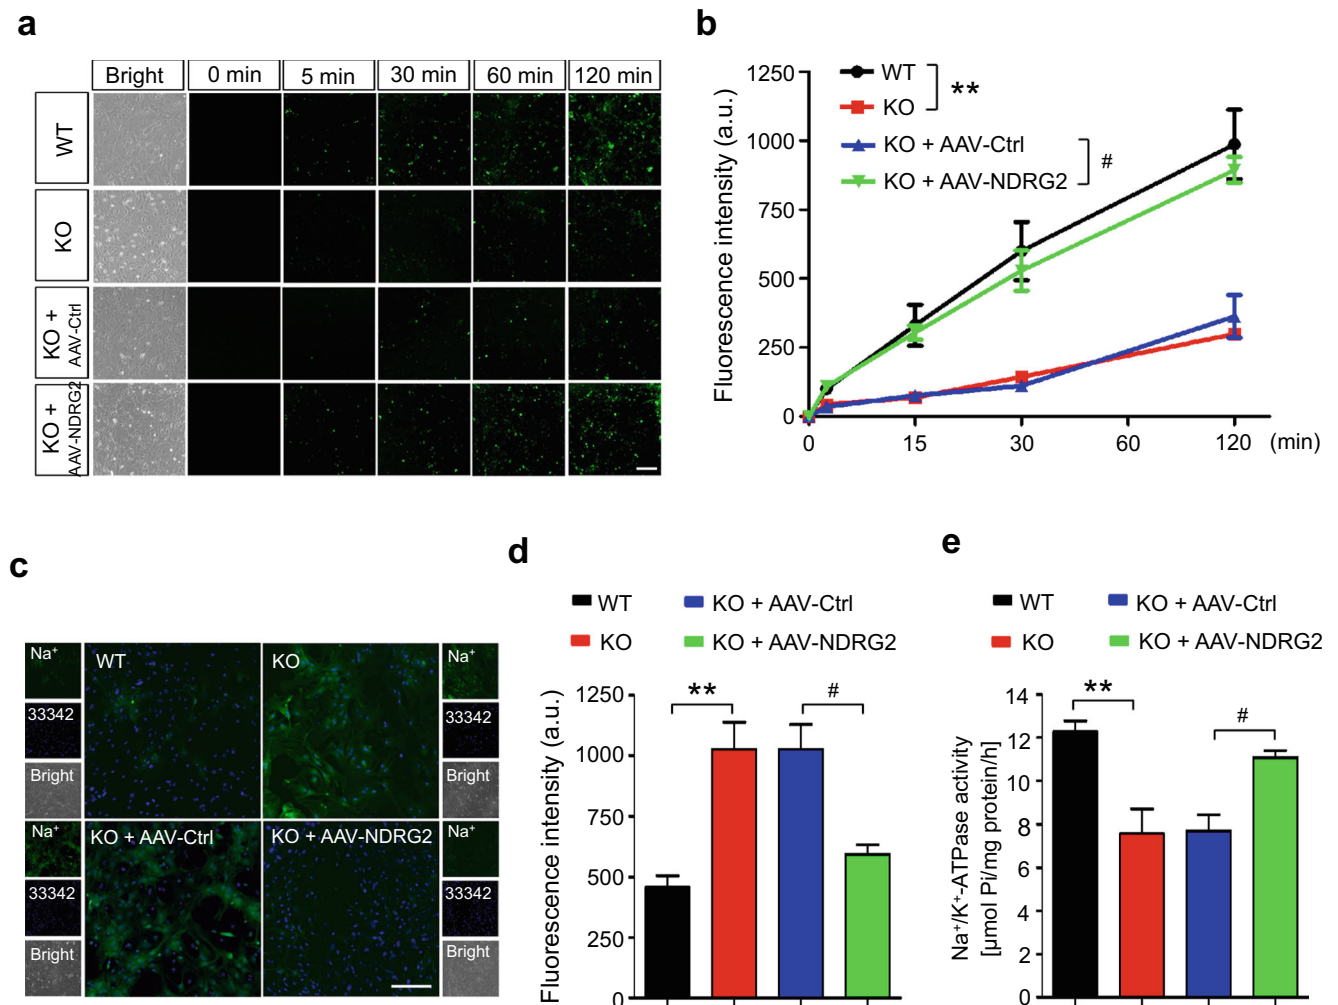 a
Bright 0 min 5 min 30 min 60 min 120 min
WT
KO
KO +
AAV-Ctrl
KO +
AAV-NDRG2
b
Fluorescence intensity (a.u.)
1250
1000
750
500
250
0
WT
KO
**
KO + AAV-Ctrl
KO + AAV-NDRG2
#
0 15 30 60 120 (min)
c
Na⁺
33342
Bright
WT
KO
Na⁺
33342
Bright
Na⁺
33342
Bright
KO + AAV-Ctrl
KO + AAV-NDRG2
Na⁺
33342
Bright
d
WT KO + AAV-Ctrl
KO KO + AAV-NDRG2
Fluorescence intensity (a.u.)
1250
1000
750
500
250
0
**
#
e
WT KO + AAV-Ctrl
KO KO + AAV-NDRG2
Na⁺/K⁺-ATPase activity
[µmol Pi/mg protein/h]
14
12
10
8
6
4
2
0
**
#